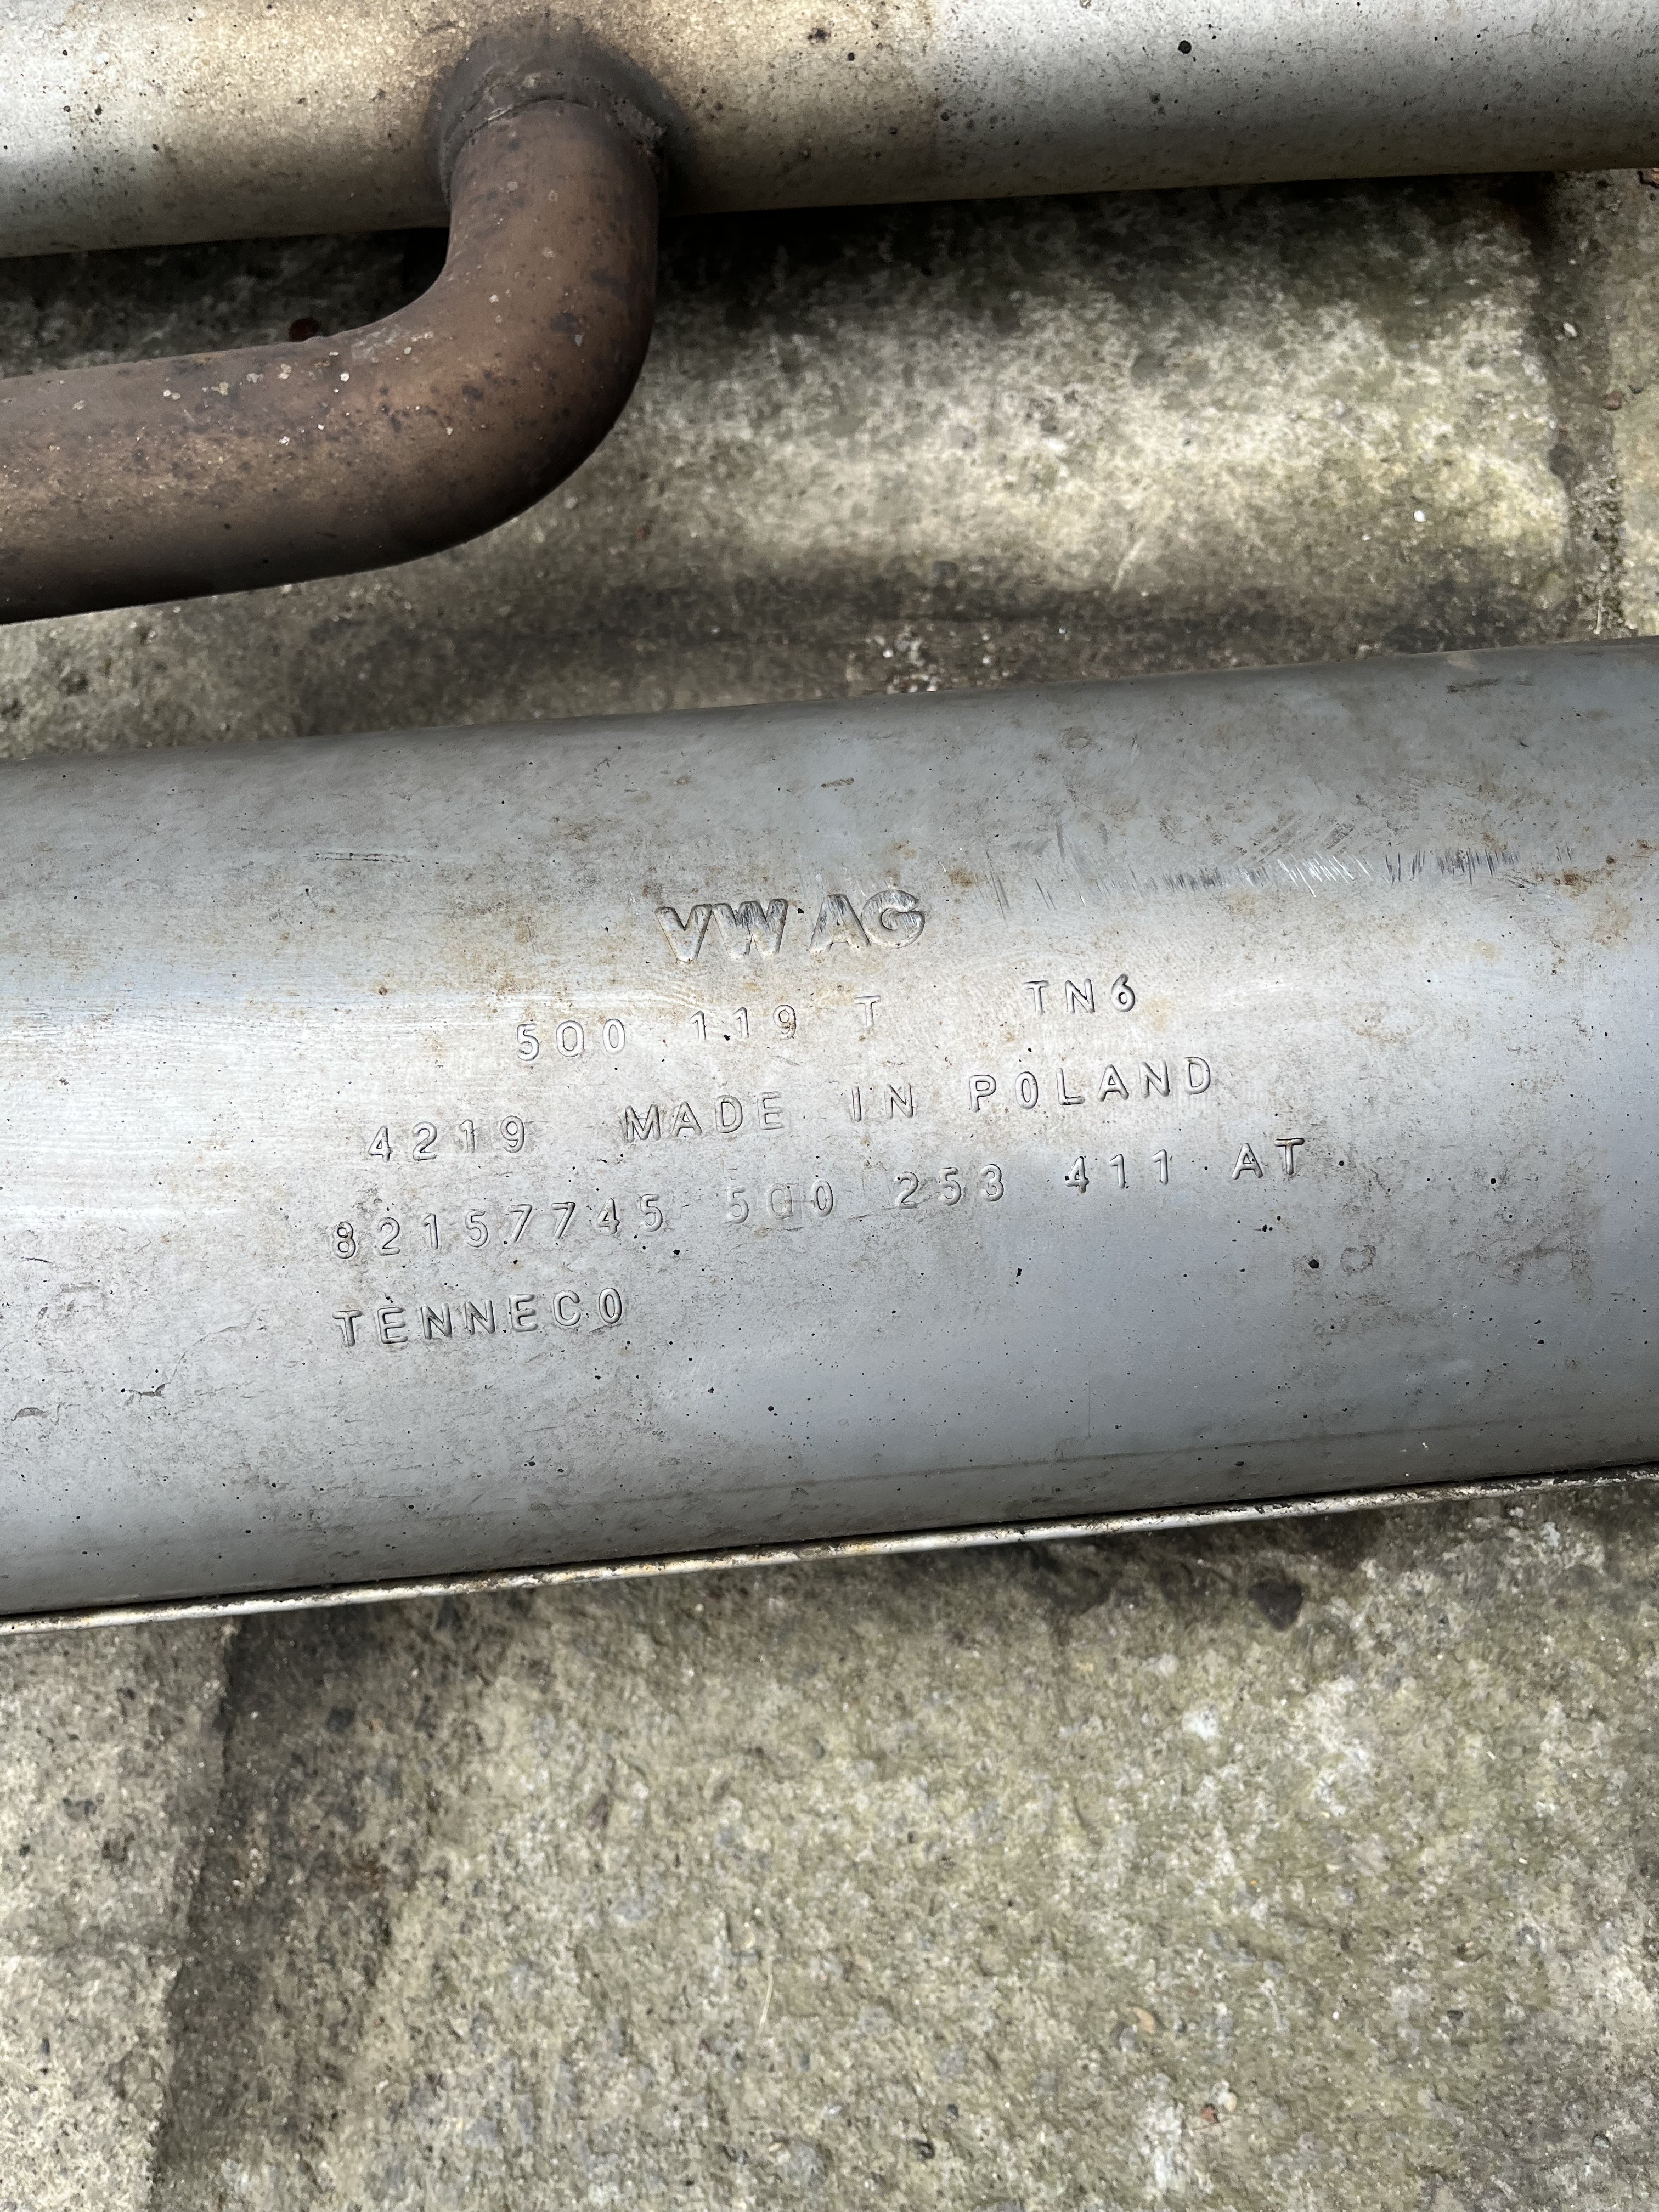 VW AG
5Q0 119 T TN6
4219 MADE IN POLAND
82157745 5Q0 253 411 AT
TENNECO